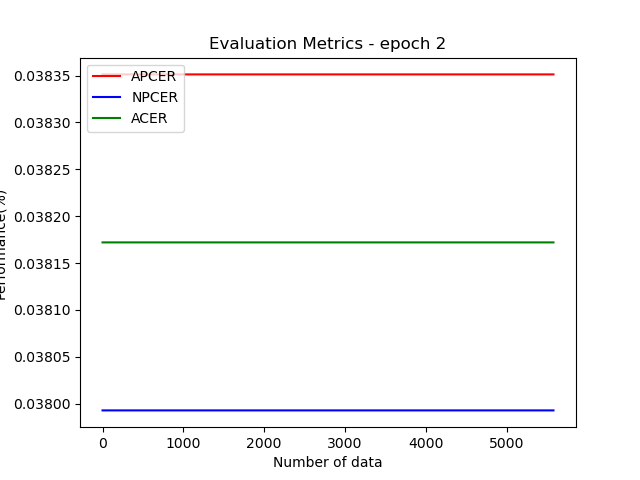 Evaluation Metrics - epoch 2
Performance(%)
0.03835
0.03830
0.03825
0.03820
0.03815
0.03810
0.03805
0.03800
APCER
NPCER
ACER
0 1000 2000 3000 4000 5000
Number of data